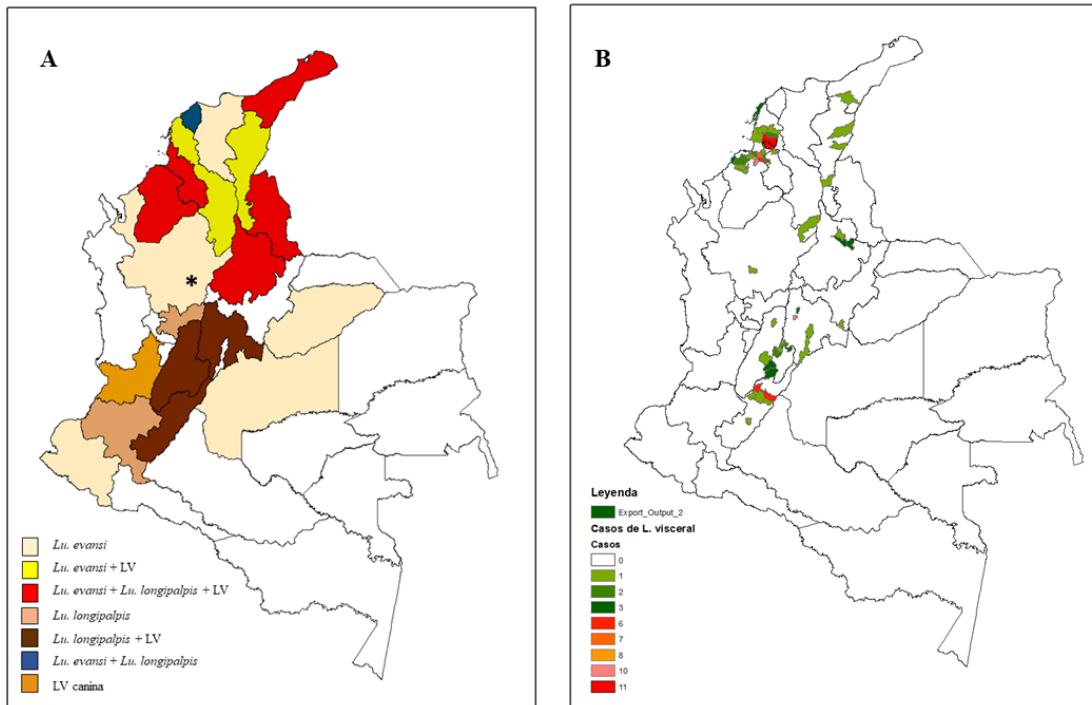 A
*
Lu. evansi
Lu. evansi + LV
Lu. evansi + Lu. longipalpis + LV
Lu. longipalpis
Lu. longipalpis + LV
Lu. evansi + Lu. longipalpis
LV canina
B
Leyenda
Export_Output_2
Casos de L. visceral
Casos
0
1
2
3
6
7
8
10
11